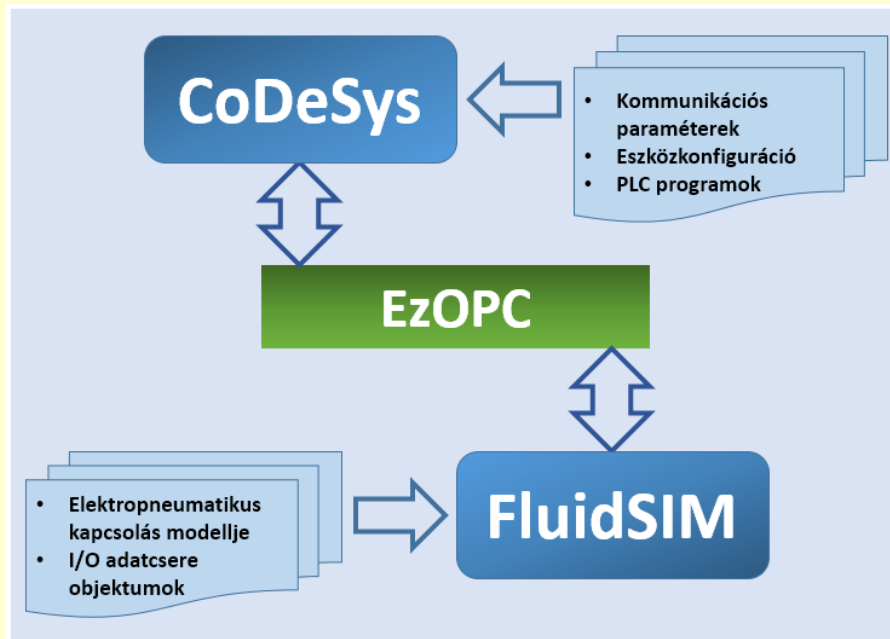 CoDeSys
• Kommunikációs
paraméterek
• Eszközkonfiguráció
• PLC programok
EzOPC
• Elektropneumatikus
kapcsolás modellje
• I/O adatcsere
objektumok
FluidSIM